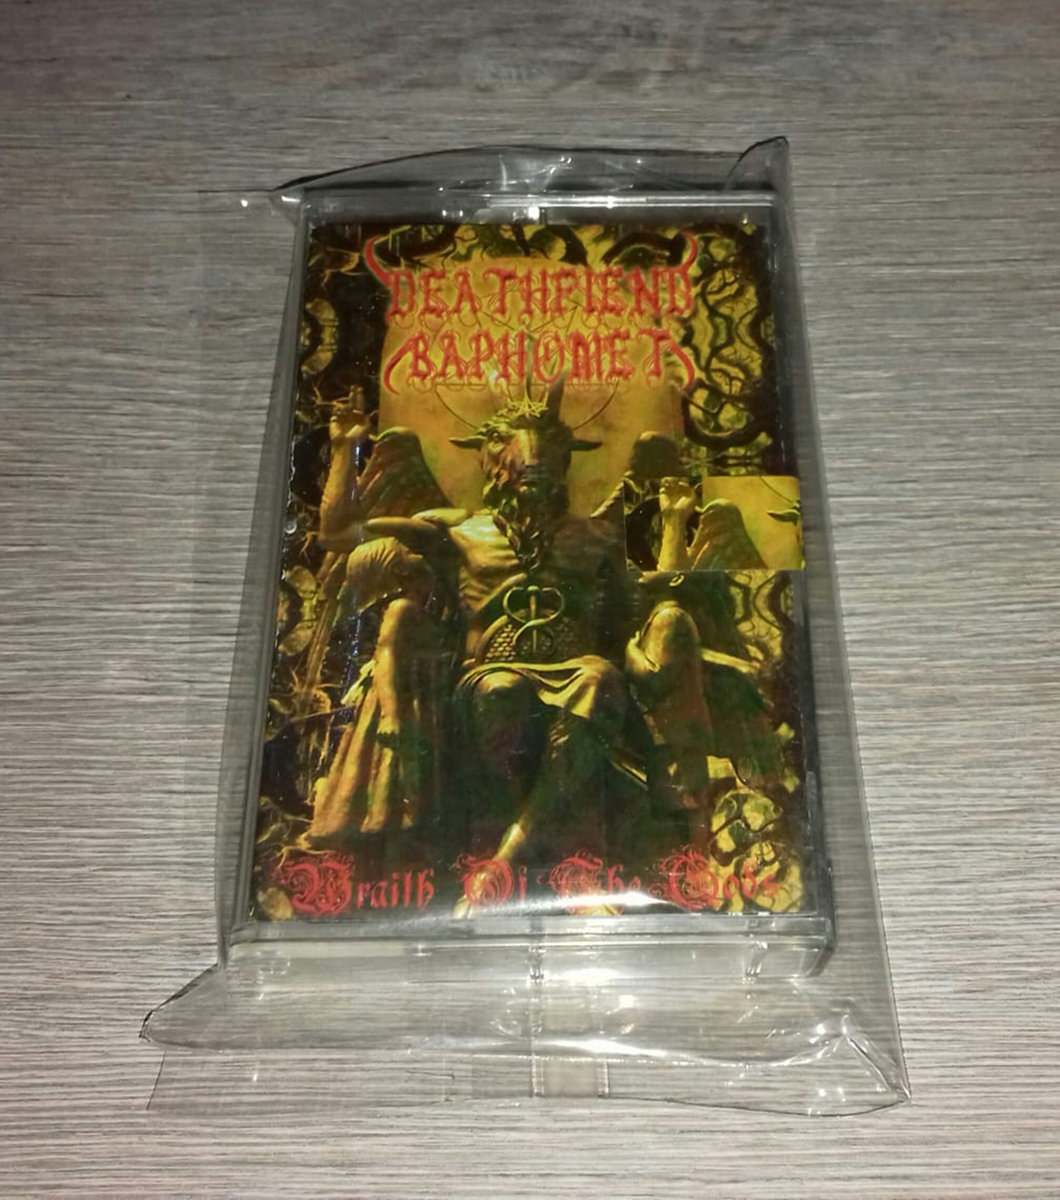 DEATHFIEND
BAPHOMET
Wraith Of The Gods